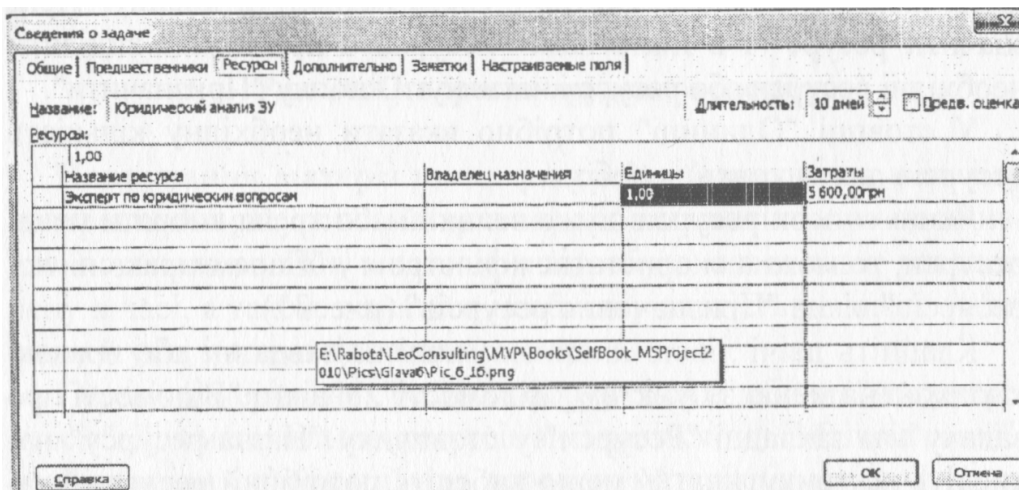 Сведения о задаче
Общие Предшественники Ресурсы Дополнительно Заметки Настраиваемые поля
Название: Юридический анализ ЗУ Длительность: 10 дней Предв. оценка
Ресурсы:
1,00
Название ресурса Владелец назначения Единицы Затраты
Эксперт по юридическим вопросам 1,00 5 600,00грн
E:\Rabota\LeoConsulting\MVP\Books\SelfBook_MSProject2
010\Pics\Glava6\Pic_6_16.png
Справка ОК Отмена